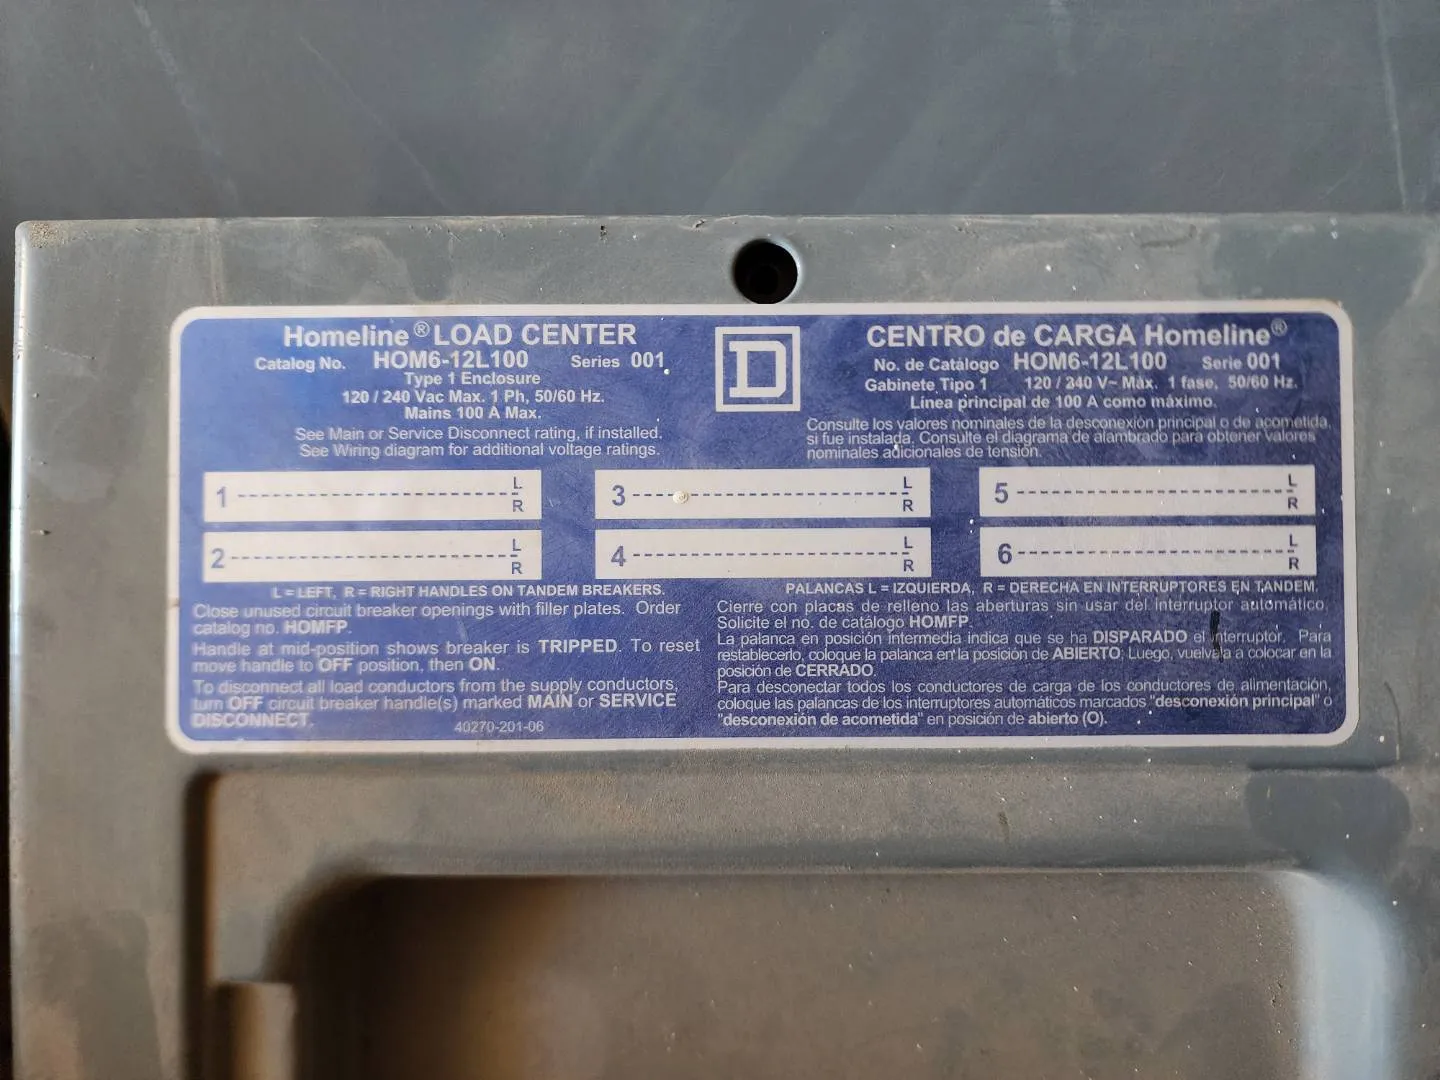 Homeline® LOAD CENTER
Catalog No. HOM6-12L100 Series 001
Type 1 Enclosure
120 / 240 Vac Max. 1 Ph, 50/60 Hz.
Mains 100 A Max.
See Main or Service Disconnect rating, if installed.
See Wiring diagram for additional voltage ratings.
D
CENTRO de CARGA Homeline®
No. de Catálogo HOM6-12L100 Serie 001
Gabinete Tipo 1 120 / 240 V~ Máx. 1 fase, 50/60 Hz.
Línea principal de 100 A como máximo.
Consulte los valores nominales de la desconexión principal o de acometida,
si fue instalada. Consulte el diagrama de alambrado para obtener valores
nominales adicionales de tensión.
1 L
R
3 L
R
5 L
R
2 L
R
4 L
R
6 L
R
L = LEFT, R = RIGHT HANDLES ON TANDEM BREAKERS.
Close unused circuit breaker openings with filler plates. Order
catalog no. HOMFP.
Handle at mid-position shows breaker is TRIPPED. To reset
move handle to OFF position, then ON.
To disconnect all load conductors from the supply conductors,
turn OFF circuit breaker handle(s) marked MAIN or SERVICE
DISCONNECT.
40270-201-06
PALANCAS L = IZQUIERDA, R = DERECHA EN INTERRUPTORES EN TANDEM.
Cierre con placas de relleno las aberturas sin usar del interruptor automático
Solicite el no. de catálogo HOMFP.
La palanca en posición intermedia indica que se ha DISPARADO el interruptor. Para
restablecerlo, coloque la palanca en la posición de ABIERTO; Luego, vuelvala a colocar en la
posición de CERRADO.
Para desconectar todos los conductores de carga de los conductores de alimentación,
coloque las palancas de los interruptores automáticos marcados "desconexión principal" o
"desconexión de acometida" en posición de abierto (O).